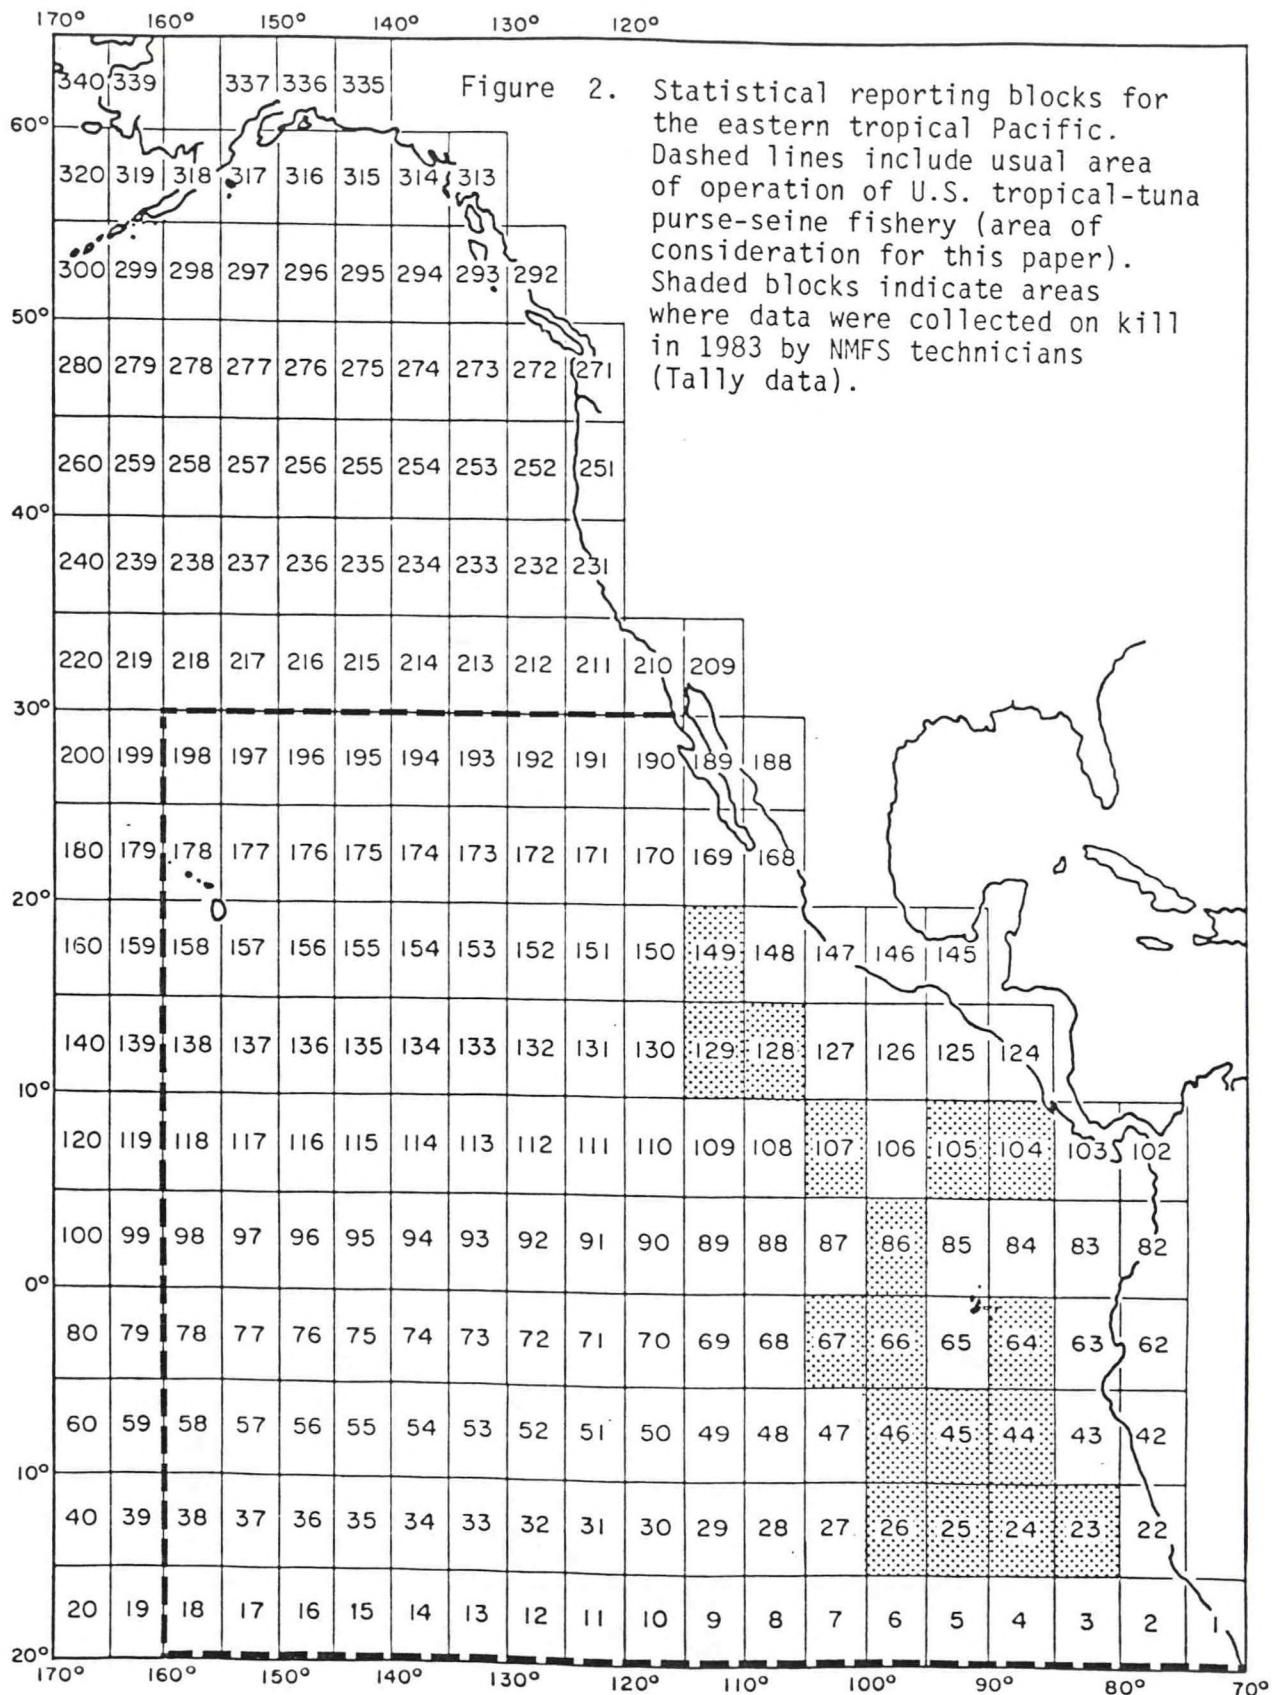 170° 160° 150° 140° 130° 120°
Figure 2. Statistical reporting blocks for
the eastern tropical Pacific.
Dashed lines include usual area
of operation of U.S. tropical-tuna
purse-seine fishery (area of
consideration for this paper).
Shaded blocks indicate areas
where data were collected on kill
in 1983 by NMFS technicians
(Tally data).
340 339 337 336 335
60°
320 319 318 317 316 315 314 313
300 299 298 297 296 295 294 293 292
50°
280 279 278 277 276 275 274 273 272 271
260 259 258 257 256 255 254 253 252 251
40°
240 239 238 237 236 235 234 233 232 231
220 219 218 217 216 215 214 213 212 211 210 209
30°
200 199 198 197 196 195 194 193 192 191 190 189 188
180 179 178 177 176 175 174 173 172 171 170 169 168
20°
160 159 158 157 156 155 154 153 152 151 150 149 148 147 146 145
140 139 138 137 136 135 134 133 132 131 130 129 128 127 126 125 124
10°
120 119 118 117 116 115 114 113 112 111 110 109 108 107 106 105 104 103 102
100 99 98 97 96 95 94 93 92 91 90 89 88 87 86 85 84 83 82
0°
80 79 78 77 76 75 74 73 72 71 70 69 68 67 66 65 64 63 62
60 59 58 57 56 55 54 53 52 51 50 49 48 47 46 45 44 43 42
10°
40 39 38 37 36 35 34 33 32 31 30 29 28 27 26 25 24 23 22
20 19 18 17 16 15 14 13 12 11 10 9 8 7 6 5 4 3 2 1
20°
170° 160° 150° 140° 130° 120° 110° 100° 90° 80° 70°